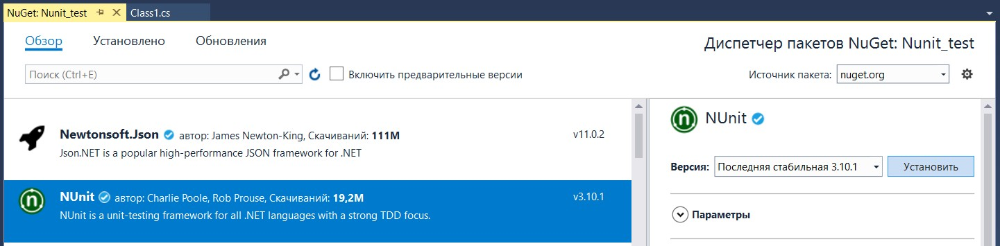 NuGet: Nunit_test Class1.cs
Обзор Установлено Обновления
Диспетчер пакетов NuGet: Nunit_test
Поиск (Ctrl+E) Включить предварительные версии
Источник пакета: nuget.org
Newtonsoft.Json автор: James Newton-King, Скачиваний: 111M v11.0.2
Json.NET is a popular high-performance JSON framework for .NET
NUnit автор: Charlie Poole, Rob Prouse, Скачиваний: 19,2M v3.10.1
NUnit is a unit-testing framework for all .NET languages with a strong TDD focus.
NUnit
Версия: Последняя стабильная 3.10.1 Установить
Параметры